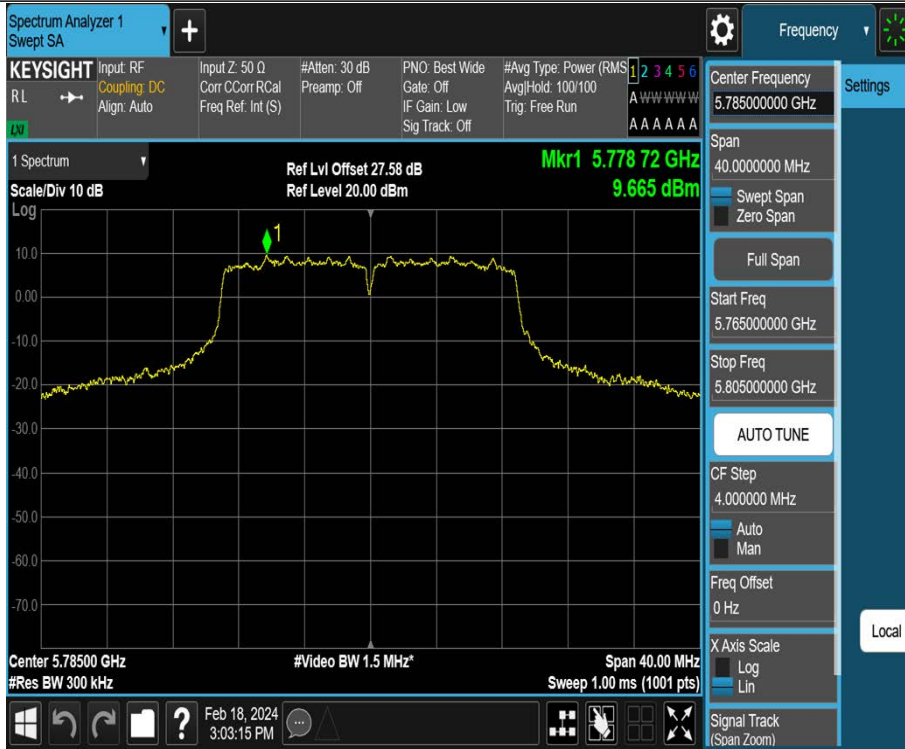 Spectrum Analyzer 1
Swept SA
+
Frequency
KEYSIGHT
RL
LXI
Input: RF
Coupling: DC
Align: Auto
Input Z: 50 Ω
Corr CCorr RCal
Freq Ref: Int (S)
#Atten: 30 dB
Preamp: Off
PNO: Best Wide
Gate: Off
IF Gain: Low
Sig Track: Off
#Avg Type: Power (RMS
Avg|Hold: 100/100
Trig: Free Run
1 2 3 4 5 6
A W W W W W
A A A A A A
1 Spectrum
Scale/Div 10 dB
Log
Ref Lvl Offset 27.58 dB
Ref Level 20.00 dBm
Mkr1 5.778 72 GHz
9.665 dBm
1
10.0
0.00
-10.0
-20.0
-30.0
-40.0
-50.0
-60.0
-70.0
Center 5.78500 GHz
#Res BW 300 kHz
#Video BW 1.5 MHz*
Span 40.00 MHz
Sweep 1.00 ms (1001 pts)
Feb 18, 2024
3:03:15 PM
?
Center Frequency
5.785000000 GHz
Span
40.0000000 MHz
Swept Span
Zero Span
Full Span
Start Freq
5.765000000 GHz
Stop Freq
5.805000000 GHz
AUTO TUNE
CF Step
4.000000 MHz
Auto
Man
Freq Offset
0 Hz
X Axis Scale
Log
Lin
Signal Track
(Span Zoom)
Settings
Local